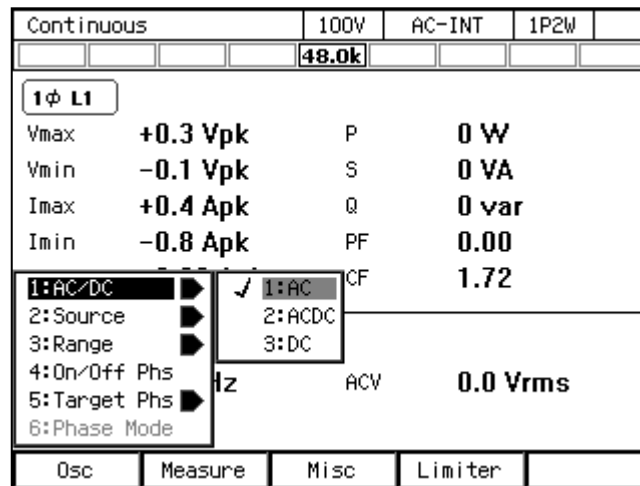 Continuous 100V AC-INT 1P2W
48.0k
1ϕ L1
Vmax +0.3 Vpk P 0 W
Vmin -0.1 Vpk S 0 VA
Imax +0.4 Apk Q 0 var
Imin -0.8 Apk PF 0.00
CF 1.72
1:AC/DC
2:Source
3:Range
4:On/Off Phs
5:Target Phs
6:Phase Mode
✓ 1:AC
2:ACDC
3:DC
Hz ACV 0.0 Vrms
Osc Measure Misc Limiter